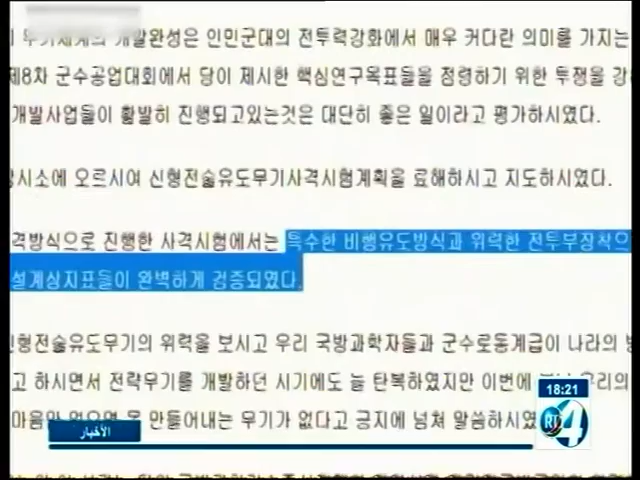 무기체계의 개발완성은 인민군대의 전투력강화에서 매우 커다란 의미를 가지는
제8차 군수공업대회에서 당이 제시한 핵심연구목표들을 점령하기 위한 투쟁을 강
개발사업들이 활발히 진행되고있는것은 대단히 좋은 일이라고 평가하시였다.
시소에 오르시여 신형전술유도무기사격시험계획을 료해하시고 지도하시였다.
격방식으로 진행한 사격시험에서는 특수한 비행유도방식과 위력한 전투부장착으
설계상지표들이 완벽하게 검증되였다.
신형전술유도무기의 위력을 보시고 우리 국방과학자들과 군수로동계급이 나라의
고 하시면서 전략무기를 개발하던 시기에도 늘 탄복하였지만 이번에
마음만 먹으면 못 만들어내는 무기가 없다고 긍지에 넘쳐 말씀하시였
18:21
RTD
4
الأخبار